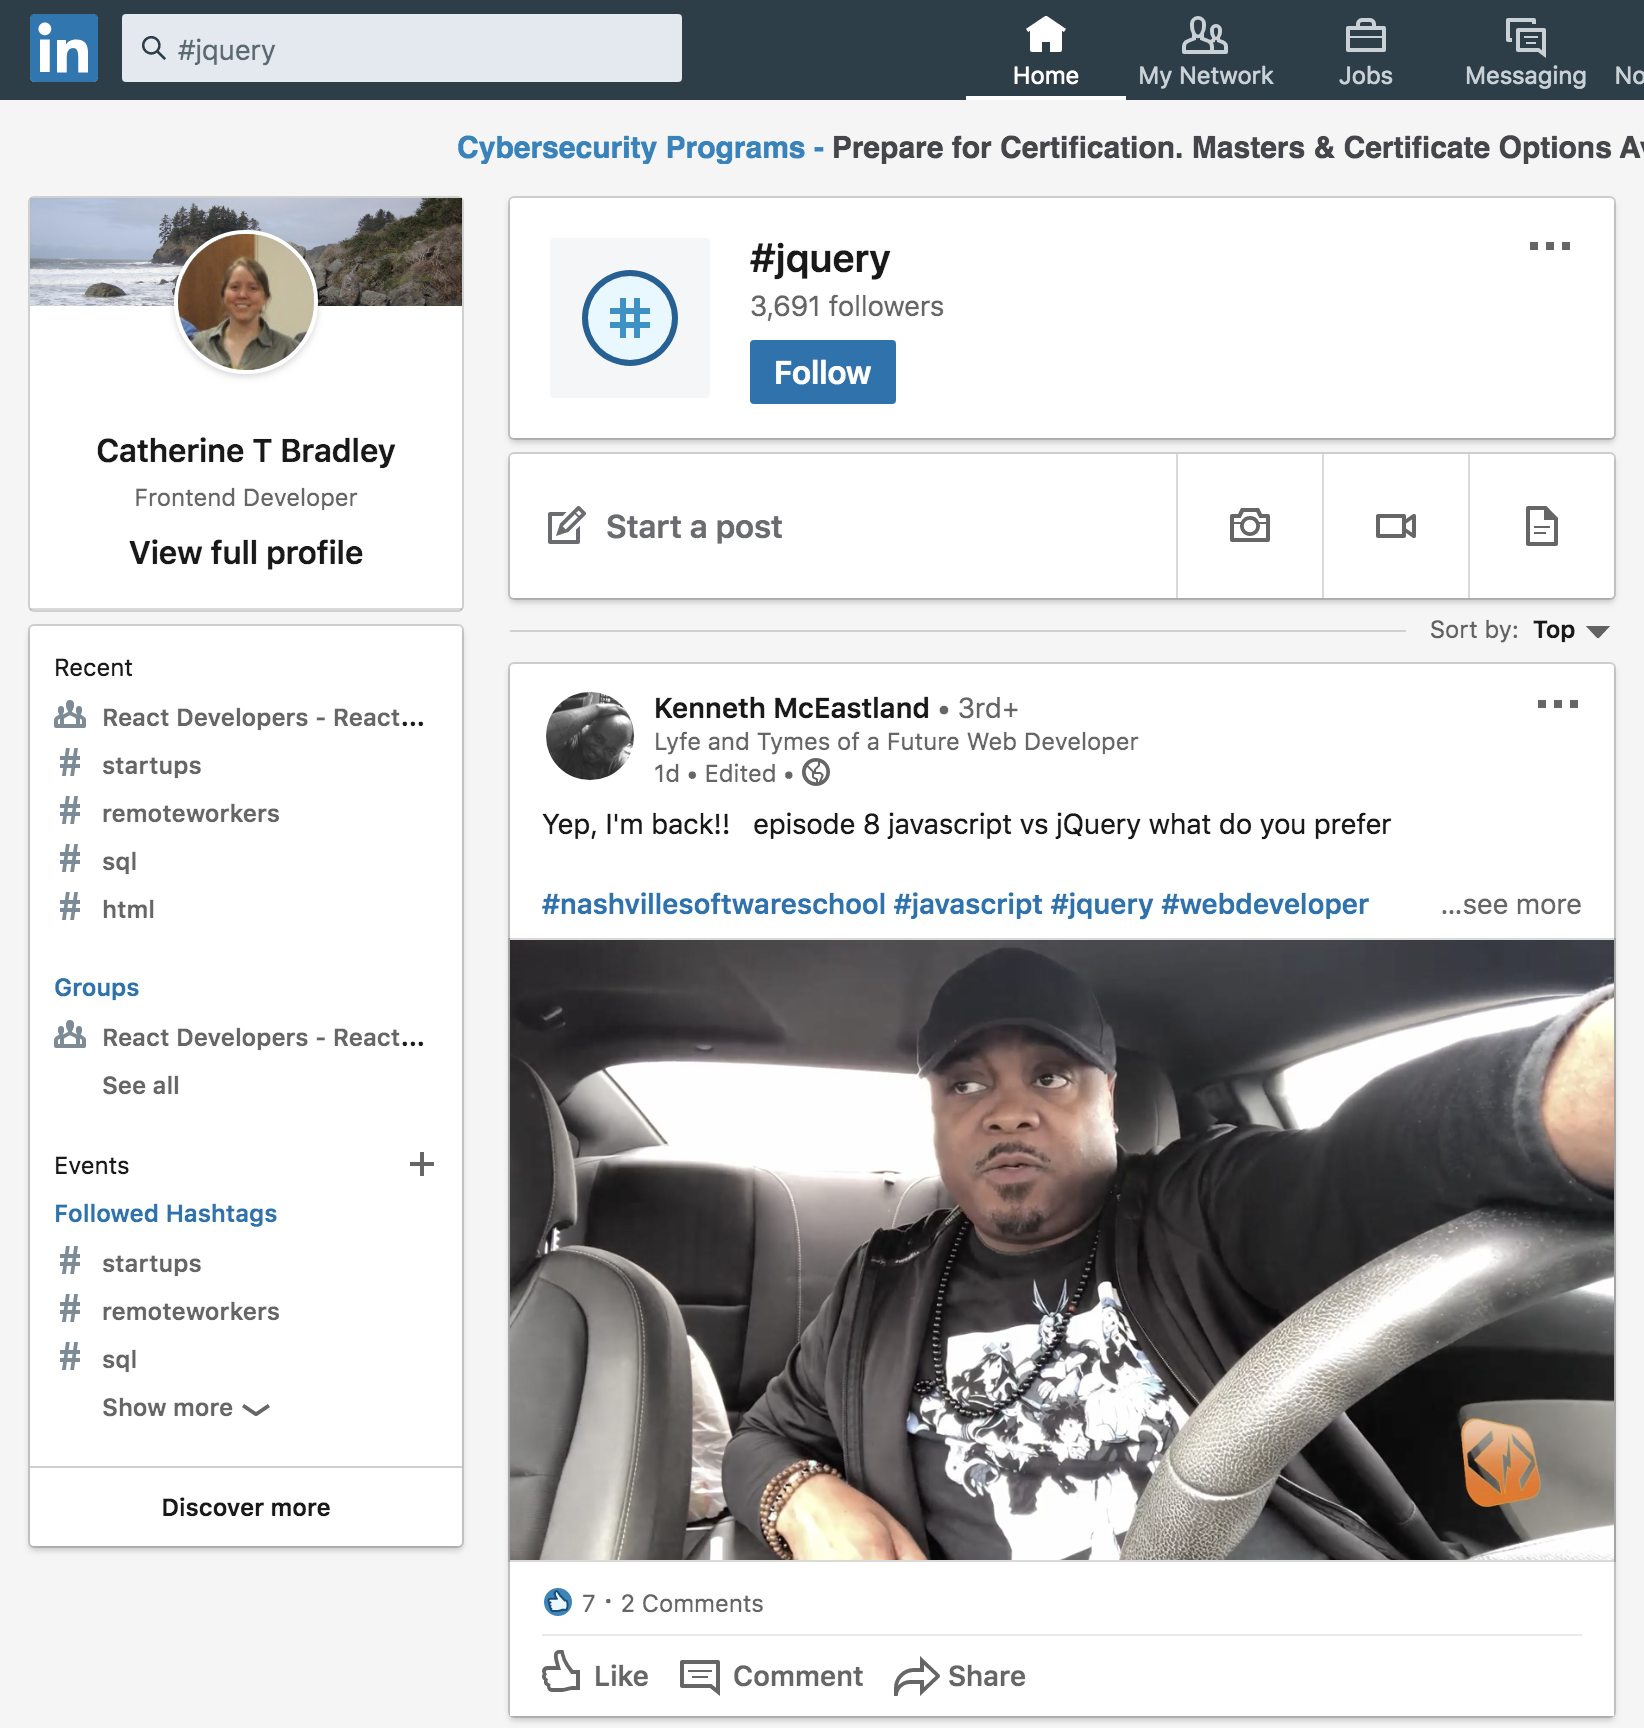 in
#jquery
Home
My Network
Jobs
Messaging
No
Cybersecurity Programs - Prepare for Certification. Masters & Certificate Options Av
Catherine T Bradley
Frontend Developer
View full profile
Recent
React Developers - React...
# startups
# remoteworkers
# sql
# html
Groups
React Developers - React...
See all
Events +
Followed Hashtags
# startups
# remoteworkers
# sql
Show more
Discover more
#
#jquery
3,691 followers
Follow
Start a post
Sort by: Top
Kenneth McEastland • 3rd+
Lyfe and Tymes of a Future Web Developer
1d • Edited •
Yep, I'm back!!   episode 8 javascript vs jQuery what do you prefer
#nashvillesoftwareschool #javascript #jquery #webdeveloper ...see more
7 · 2 Comments
Like
Comment
Share